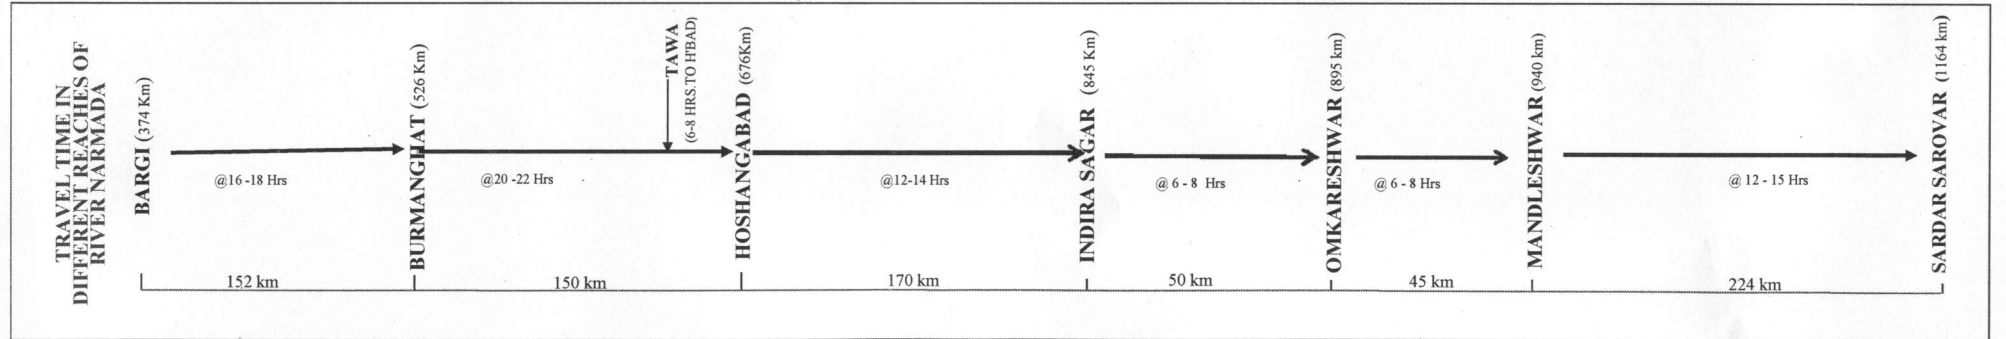 TRAVEL TIME IN
DIFFERENT REACHES OF
RIVER NARMADA
BARGI (374 Km)
@16 -18 Hrs
BURMANGHAT (526 Km)
@20 -22 Hrs
TAWA
(6-8 HRS.TO H'BAD)
HOSHANGABAD (676Km)
@12-14 Hrs
INDIRA SAGAR (845 Km)
@ 6 - 8 Hrs
OMKARESHWAR (895 km)
@ 6 - 8 Hrs
MANDLESHWAR (940 km)
@ 12 - 15 Hrs
SARDAR SAROVAR (1164 km)
152 km
150 km
170 km
50 km
45 km
224 km